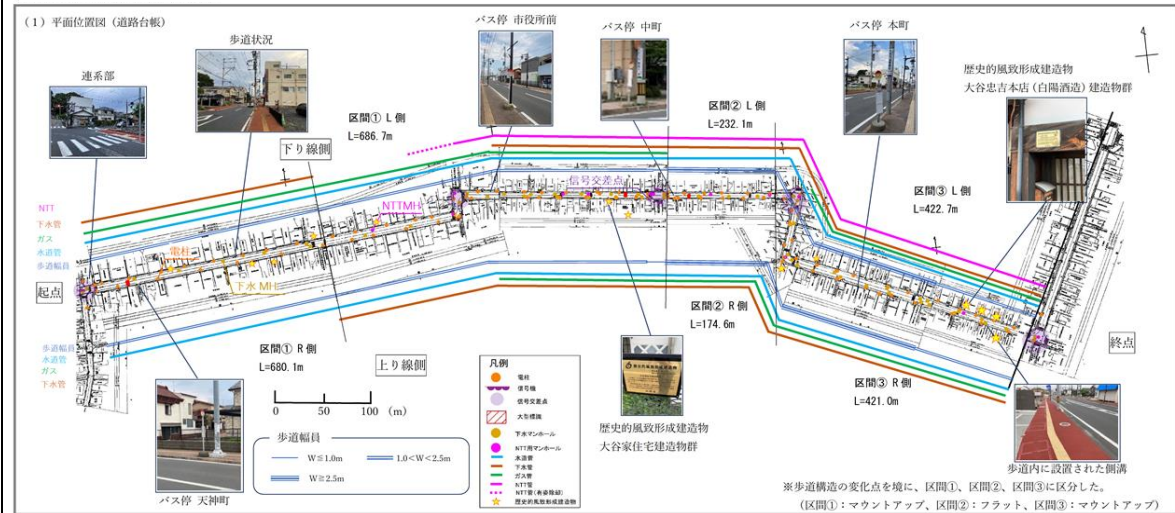 (1) 平面位置図(道路台帳)
連系部
歩道状況
バス停 市役所前
バス停 中町
バス停 本町
歴史的風致形成建造物
大谷忠吉本店(白陽酒造)建造物群
区間① L側
L=686.7m
区間② L側
L=232.1m
下り線側
信号交差点
区間③ L側
L=422.7m
NTT
下水管
ガス
水道管
歩道幅員
NTTMH
電柱
下水MH
起点
歩道幅員
水道管
ガス
下水管
区間① R側
L=680.1m
上り線側
区間② R側
L=174.6m
区間③ R側
L=421.0m
終点
0 50 100 (m)
歩道幅員
W≦1.0m
1.0<W<2.5m
W≧2.5m
バス停 天神町
凡例
電柱
信号機
信号交差点
大引標識
下水マンホール
NTT用マンホール
水道管
下水管
ガス管
NTT管
歴史的風致形成建造物
歴史的風致形成建造物
大谷家住宅建造物群
歩道内に設置された側溝
※歩道構造の変化点を境に、区間①、区間②、区間③に区分した。
(区間①:マウントアップ、区間②:フラット、区間③:マウントアップ)